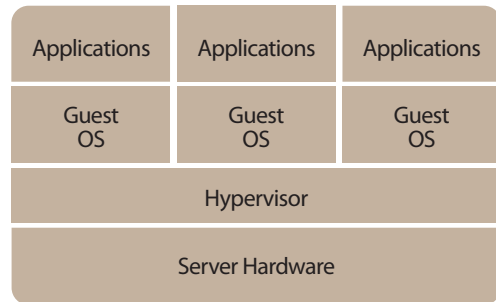 Applications Applications Applications
Guest Guest Guest
OS OS OS
Hypervisor
Server Hardware